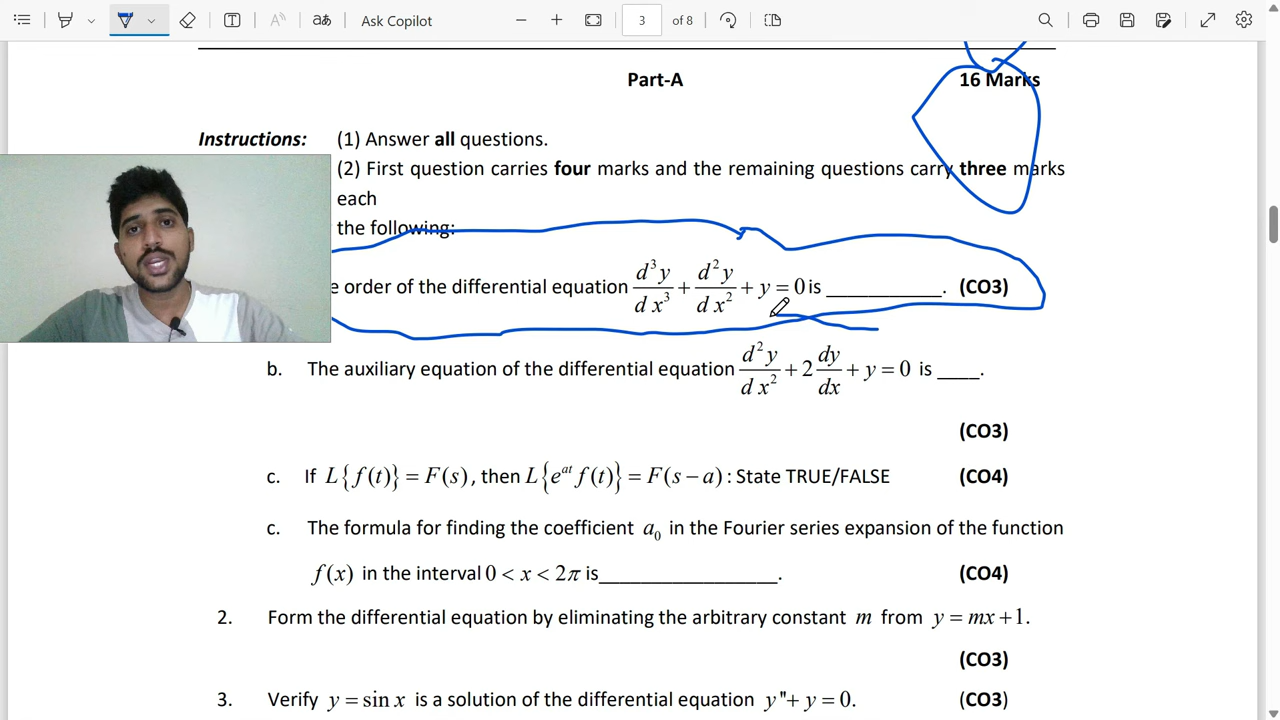 Ask Copilot
3 of 8
Part-A 16 Marks
Instructions: (1) Answer all questions.
(2) First question carries four marks and the remaining questions carry three marks
each
the following:
e order of the differential equation d³y/dx³ + d²y/dx² + y = 0 is ____________. (CO3)
b. The auxiliary equation of the differential equation d²y/dx² + 2 dy/dx + y = 0 is ____.
(CO3)
c. If L{f(t)} = F(s), then L{e^{at} f(t)} = F(s − a) : State TRUE/FALSE (CO4)
c. The formula for finding the coefficient a₀ in the Fourier series expansion of the function
f(x) in the interval 0 < x < 2π is__________________. (CO4)
2. Form the differential equation by eliminating the arbitrary constant m from y = mx + 1.
(CO3)
3. Verify y = sin x is a solution of the differential equation y"+ y = 0. (CO3)